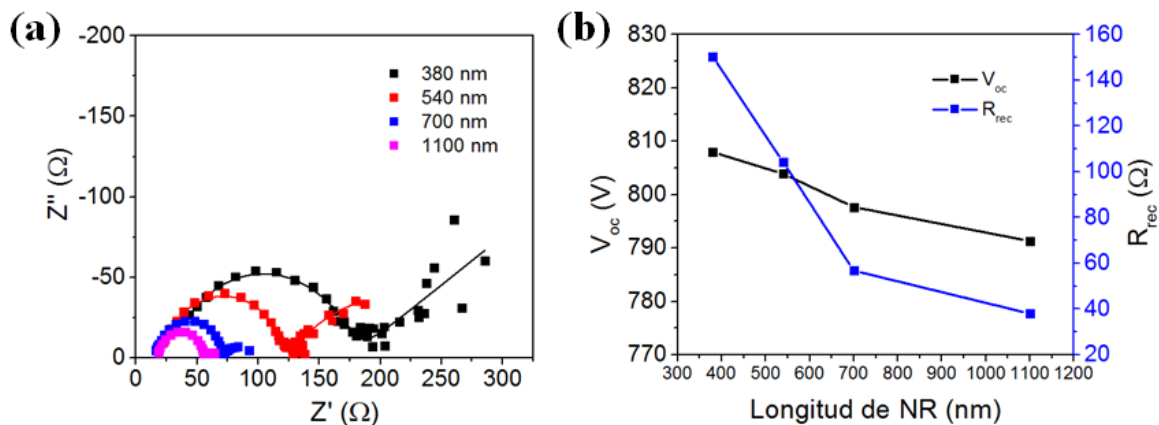 (a)
-200
-150
-100
-50
0
Z'' (Ω)
380 nm
540 nm
700 nm
1100 nm
0 50 100 150 200 250 300
Z' (Ω)
(b)
830
820
810
800
790
780
770
V_oc (V)
V_oc
R_rec
160
140
120
100
80
60
40
20
R_rec (Ω)
300 400 500 600 700 800 900 1000 1100 1200
Longitud de NR (nm)